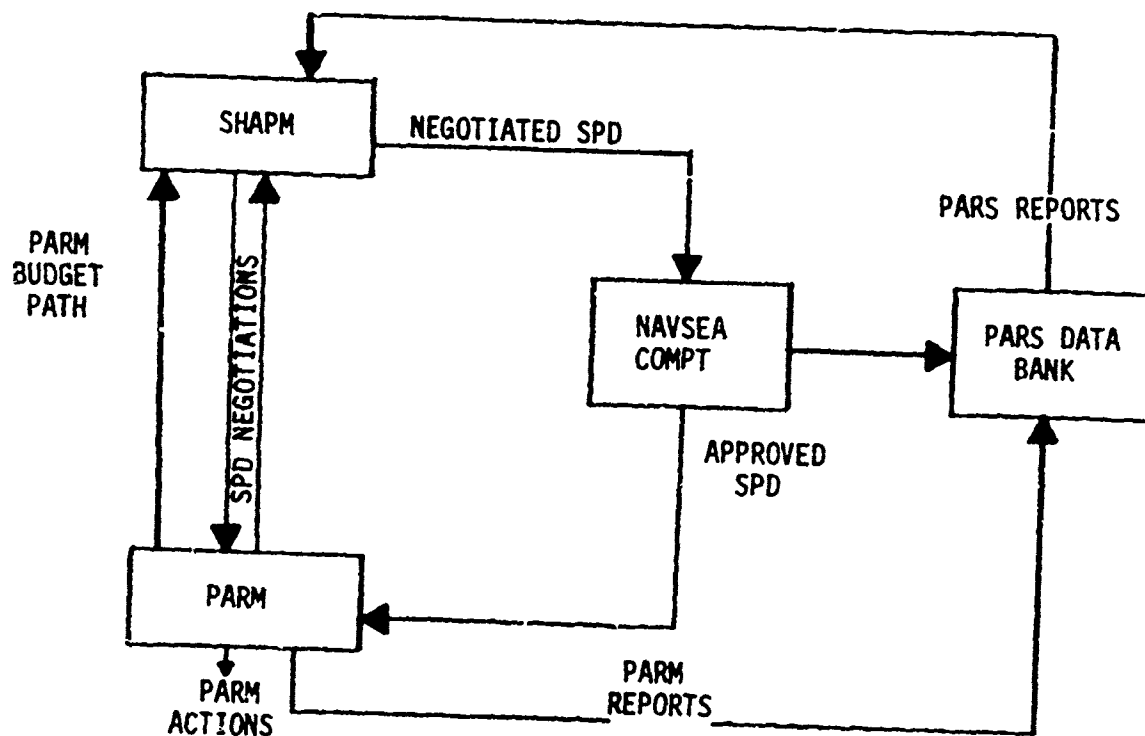 SHAPM
NEGOTIATED SPD
PARS REPORTS
PARM
BUDGET
PATH
SPD NEGOTIATIONS
NAVSEA
COMPT
PARS DATA
BANK
APPROVED
SPD
PARM
PARM
ACTIONS
PARM
REPORTS